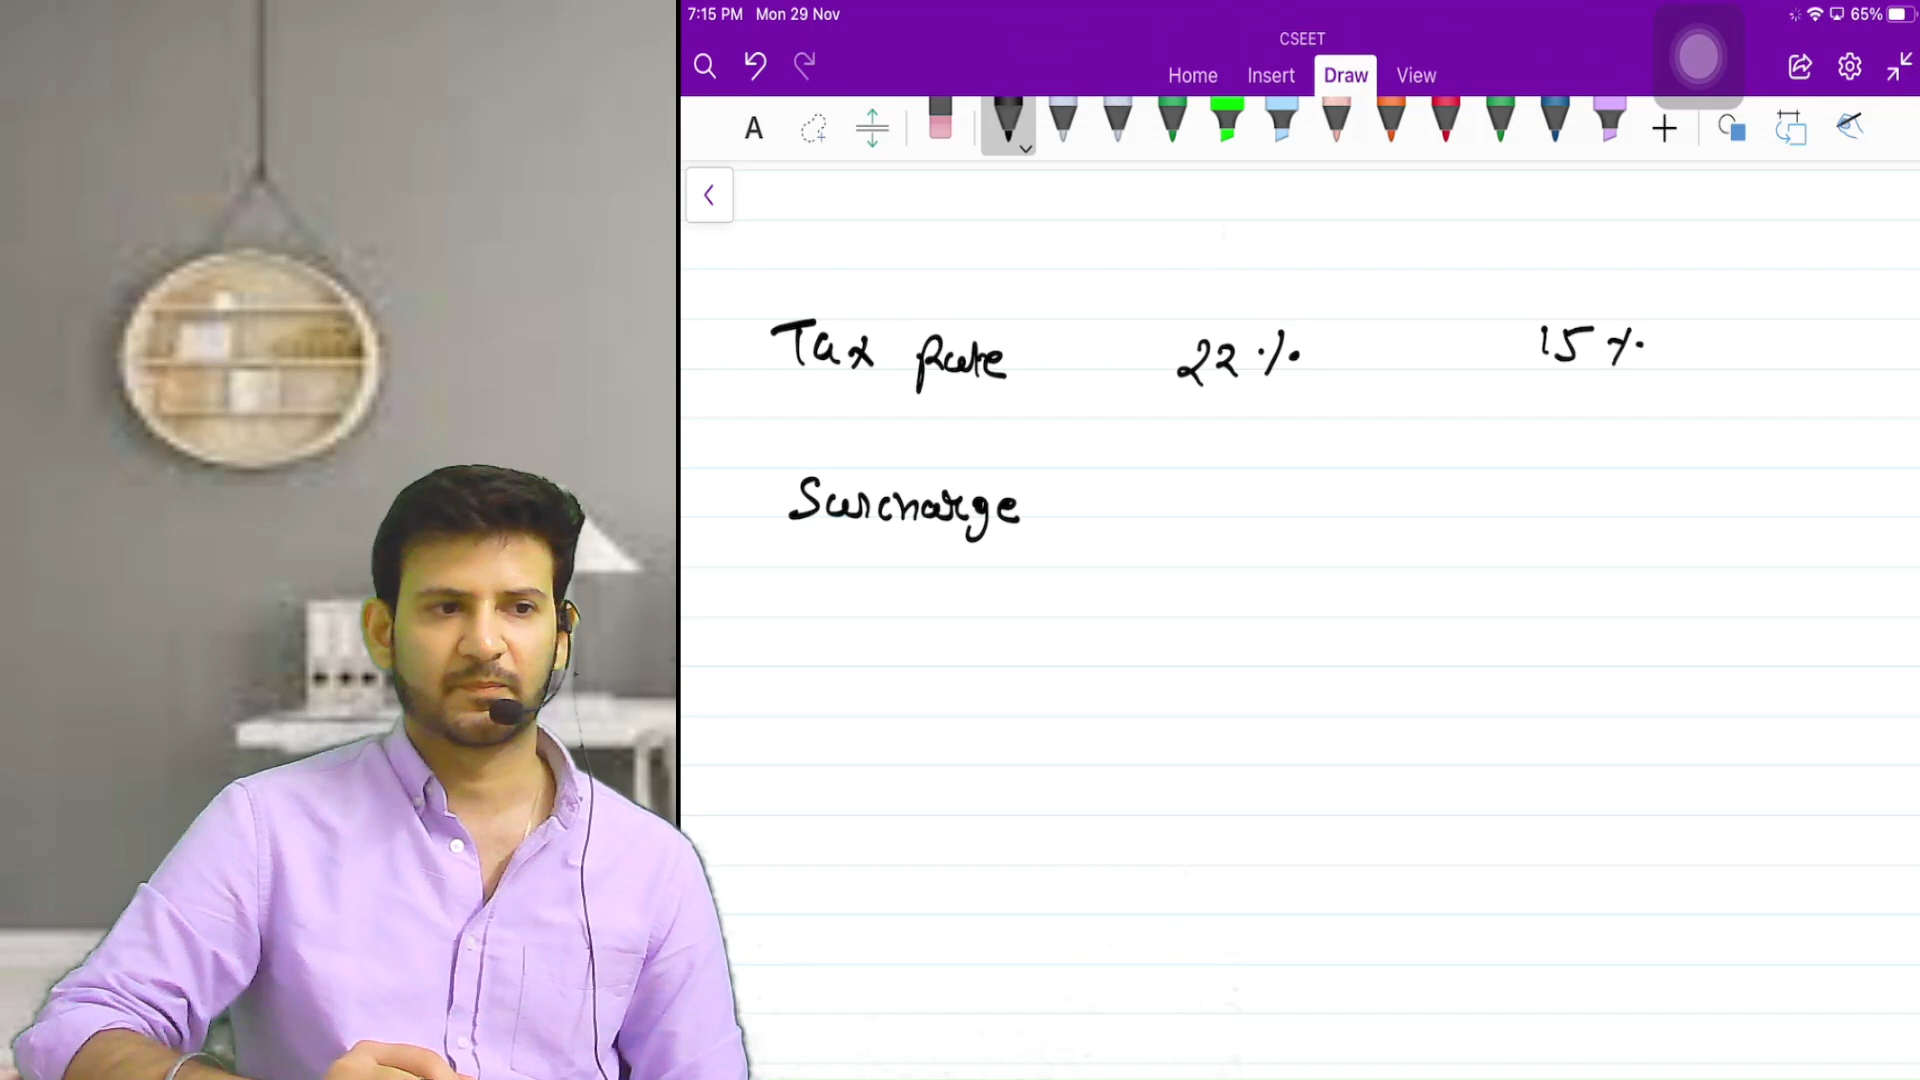 7:15 PM Mon 29 Nov
65%
CSEET
Home Insert Draw View
A
Tax Rate 22% 15%
Surcharge